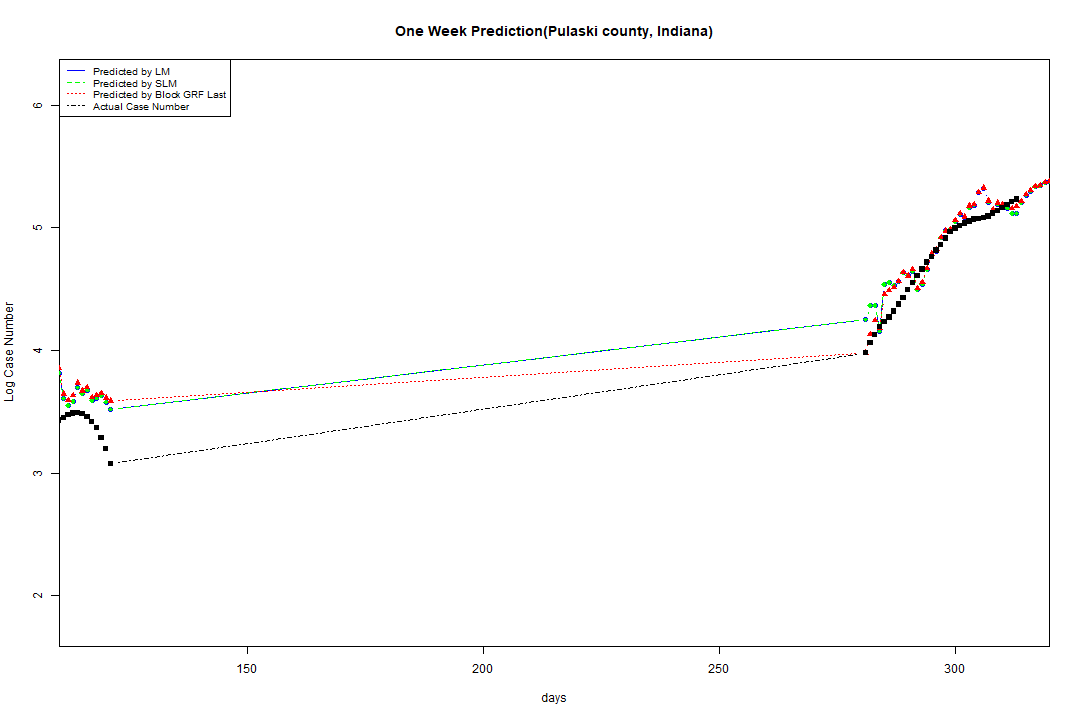 One Week Prediction(Pulaski county, Indiana)
Predicted by LM
Predicted by SLM
Predicted by Block GRF Last
Actual Case Number
6
5
4
3
2
Log Case Number
150
200
250
300
days